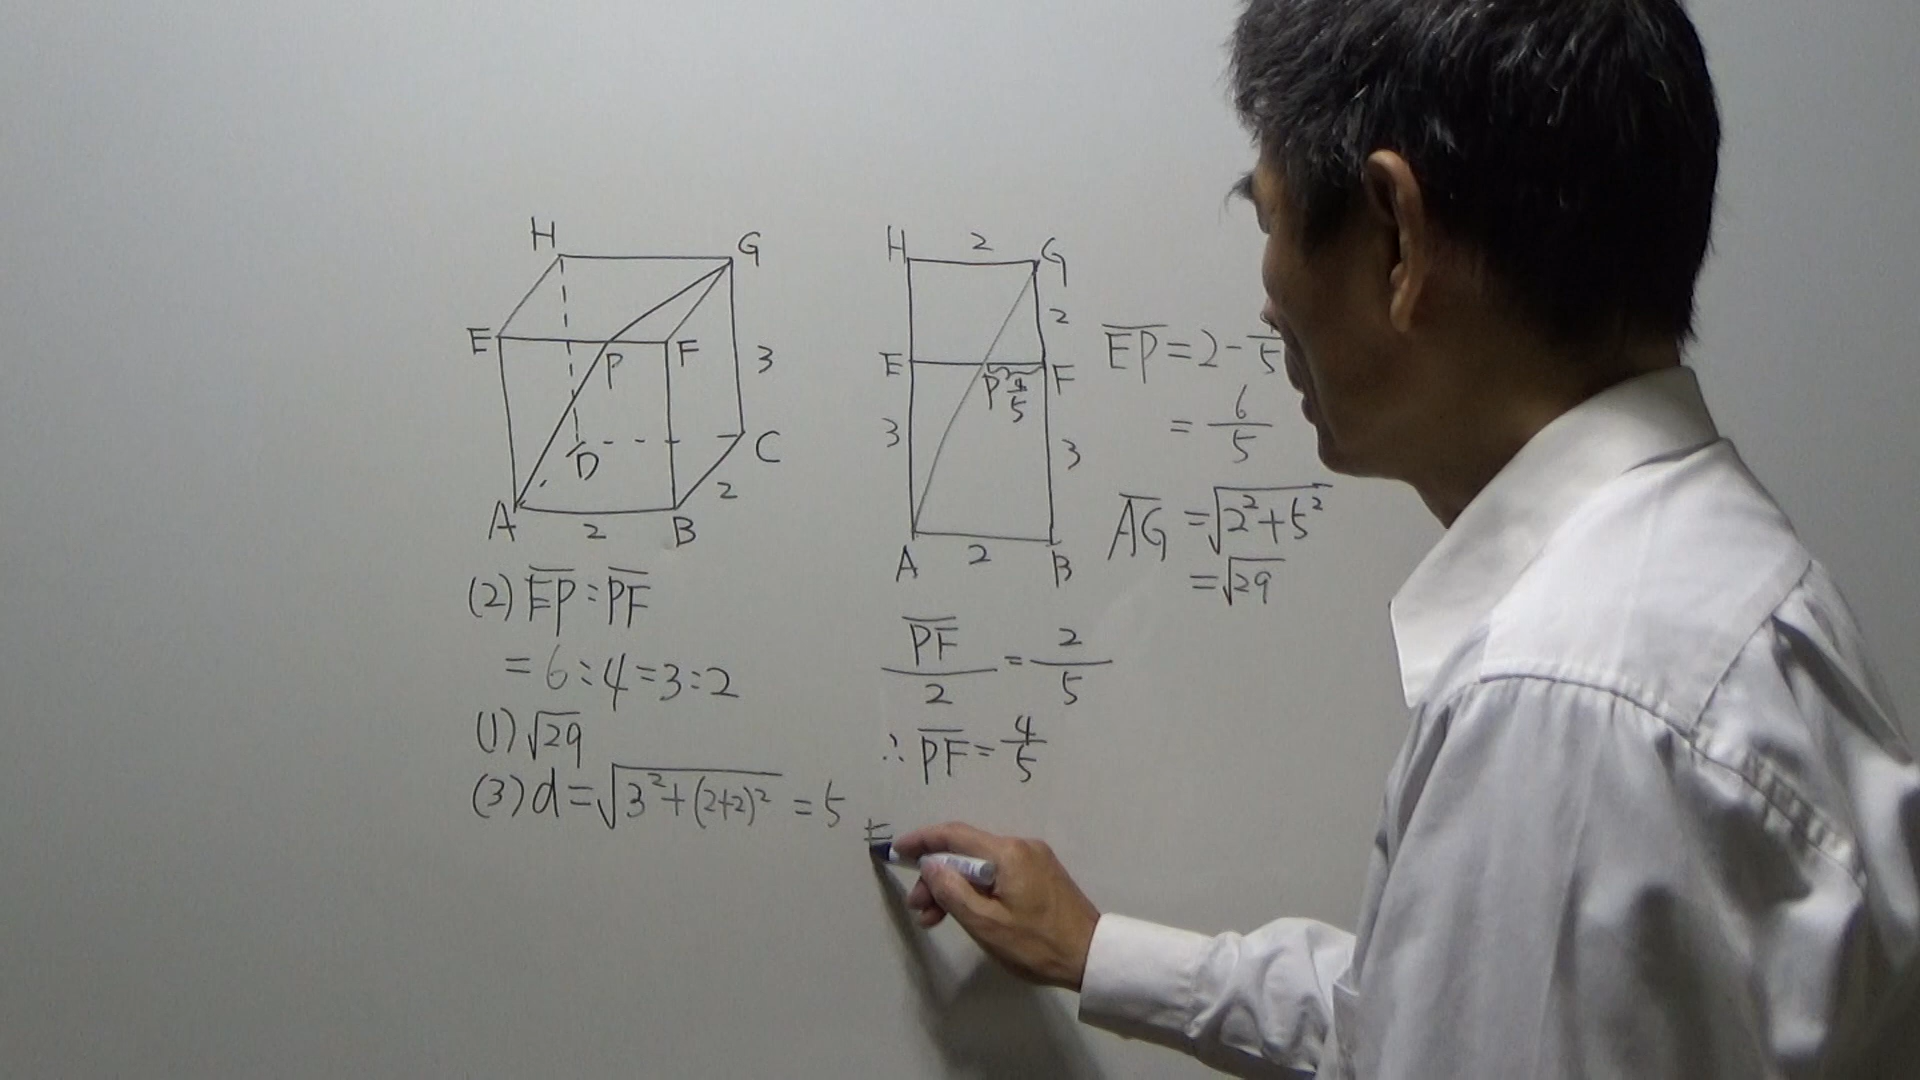 H
G
E
P
F
3
D
C
A
2
B
2
(2) EP:PF
=6:4=3:2
(1) √29
(3) d=√3²+(2+2)² =5
H 2 G
2
E P 4/5 F
3 3
A 2 B
PF/2 = 2/5
∴ PF = 4/5
EP=2-
5
= 6/5
AG =√2²+5²
=√29